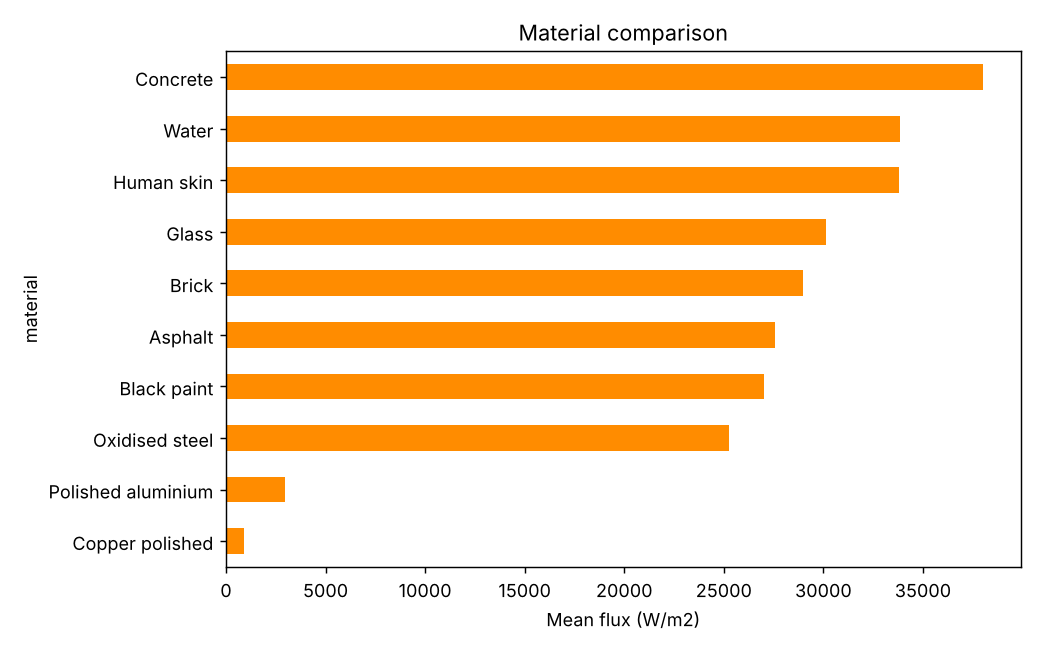 Material comparison
Concrete
Water
Human skin
Glass
Brick
Asphalt
Black paint
Oxidised steel
Polished aluminium
Copper polished
material
0 5000 10000 15000 20000 25000 30000 35000
Mean flux (W/m2)